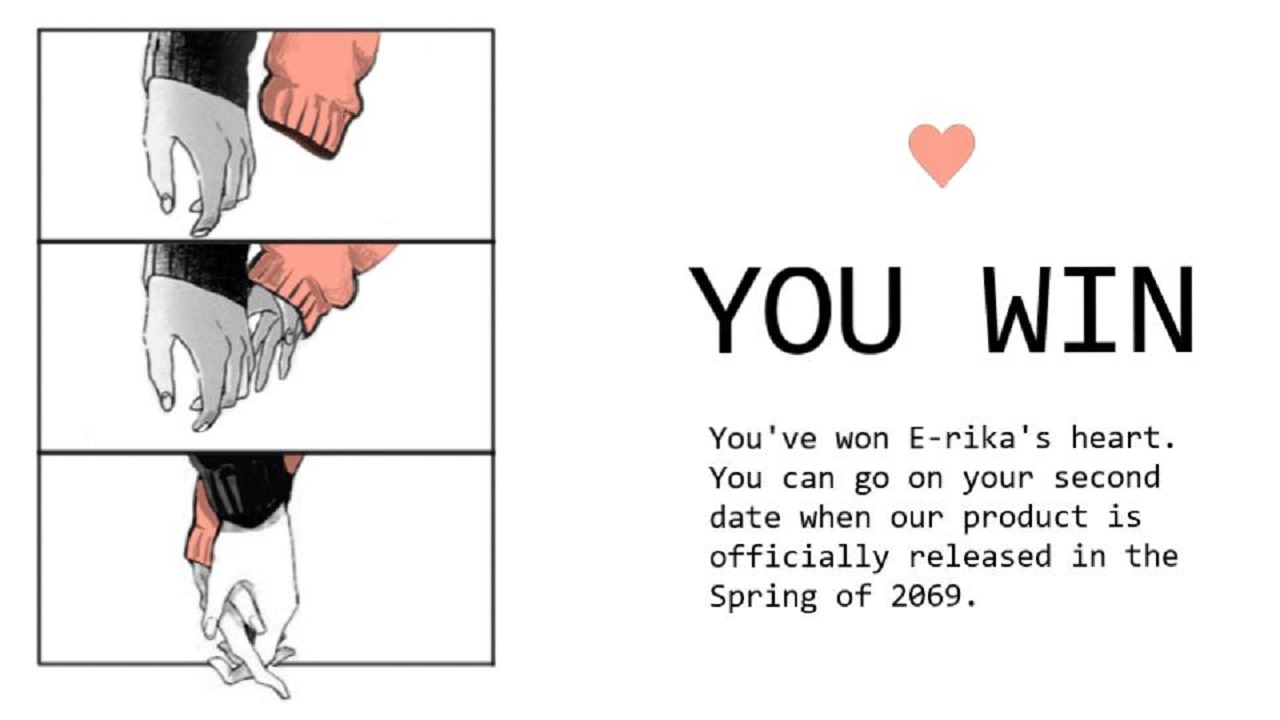 YOU WIN
You've won E-rika's heart.
You can go on your second
date when our product is
officially released in the
Spring of 2069.